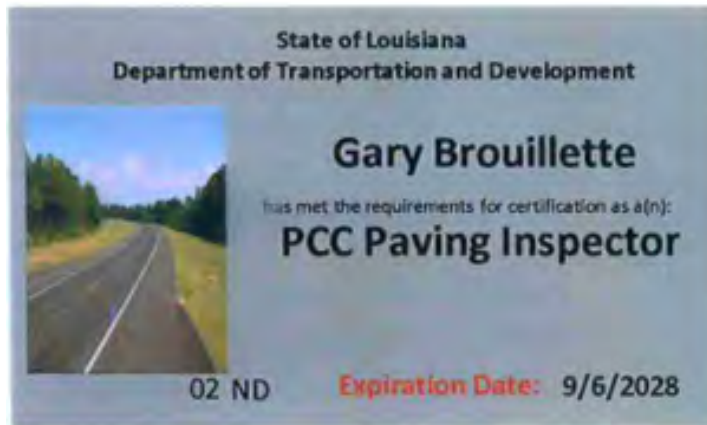 State of Louisiana
Department of Transportation and Development
Gary Brouillette
has met the requirements for certification as a(n):
PCC Paving Inspector
02 ND Expiration Date: 9/6/2028